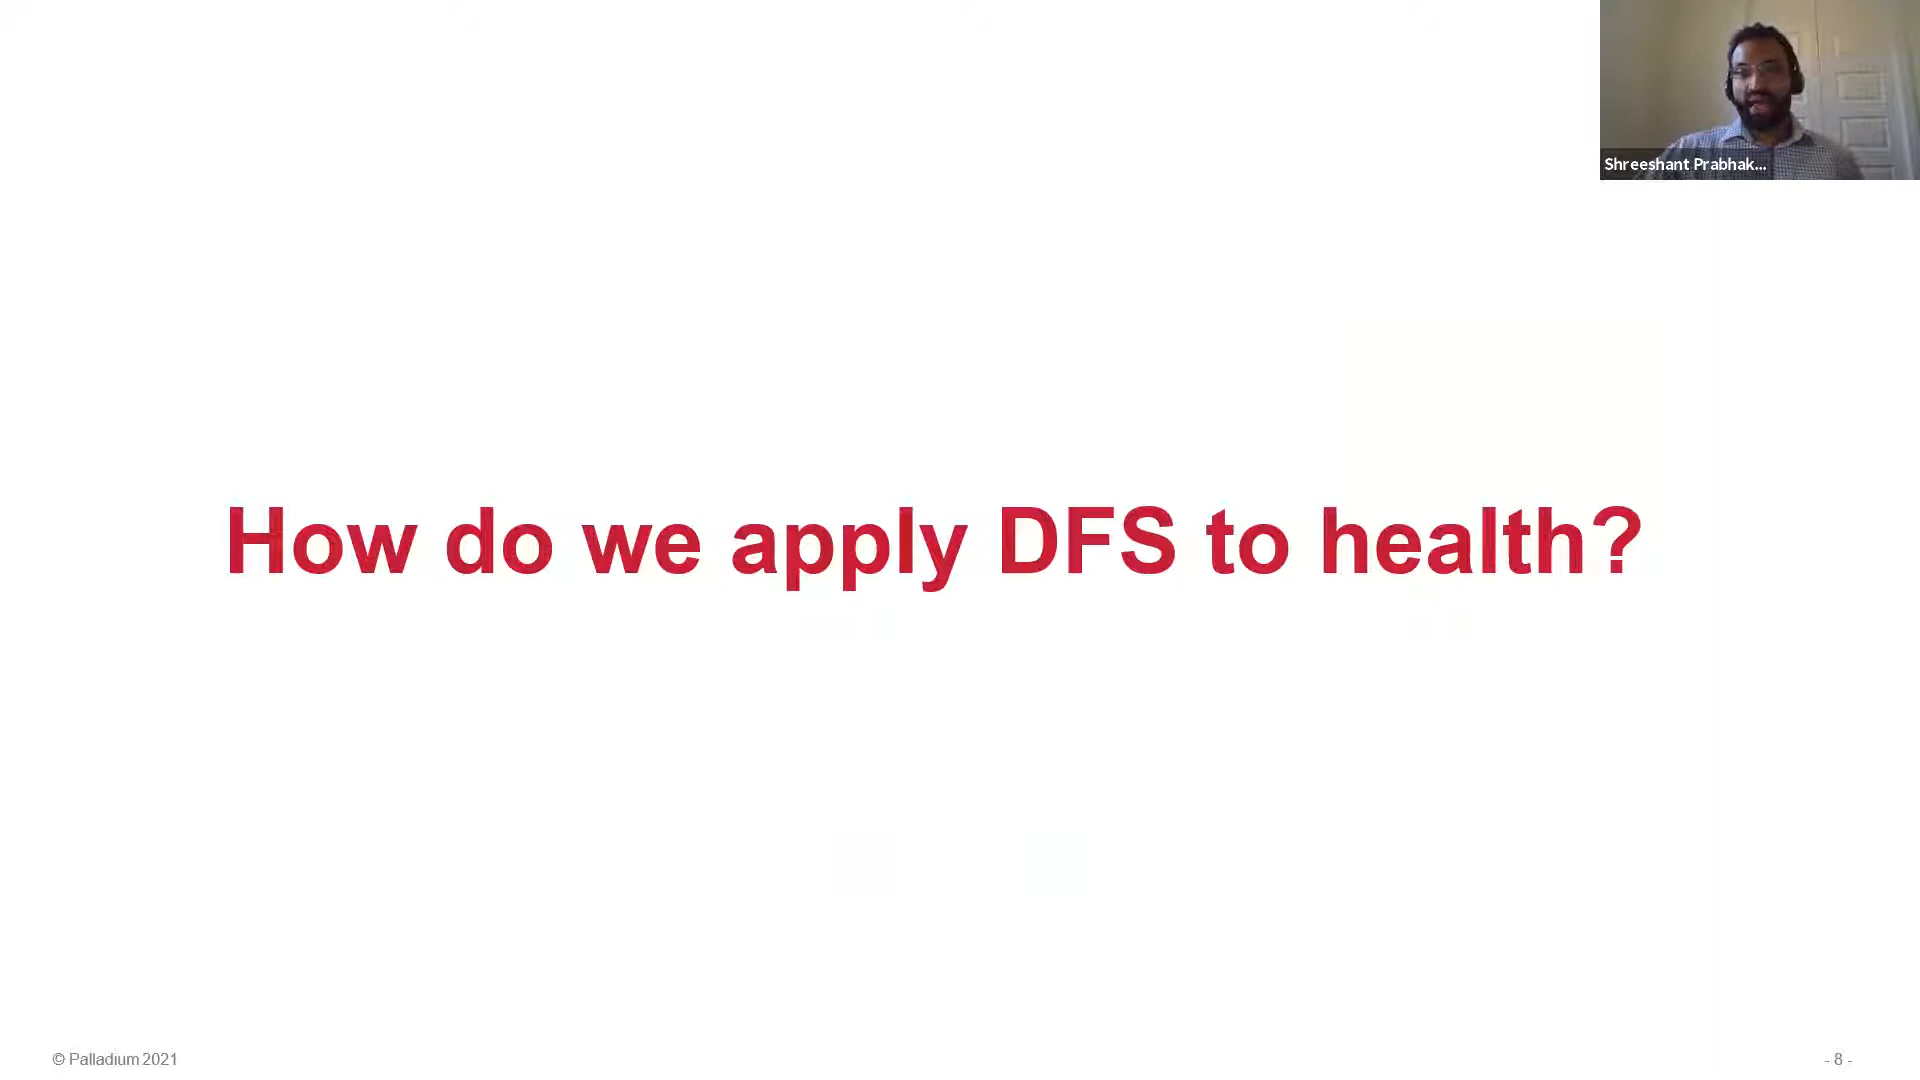 Shreeshant Prabhak...
How do we apply DFS to health?
© Palladium 2021
- 8 -